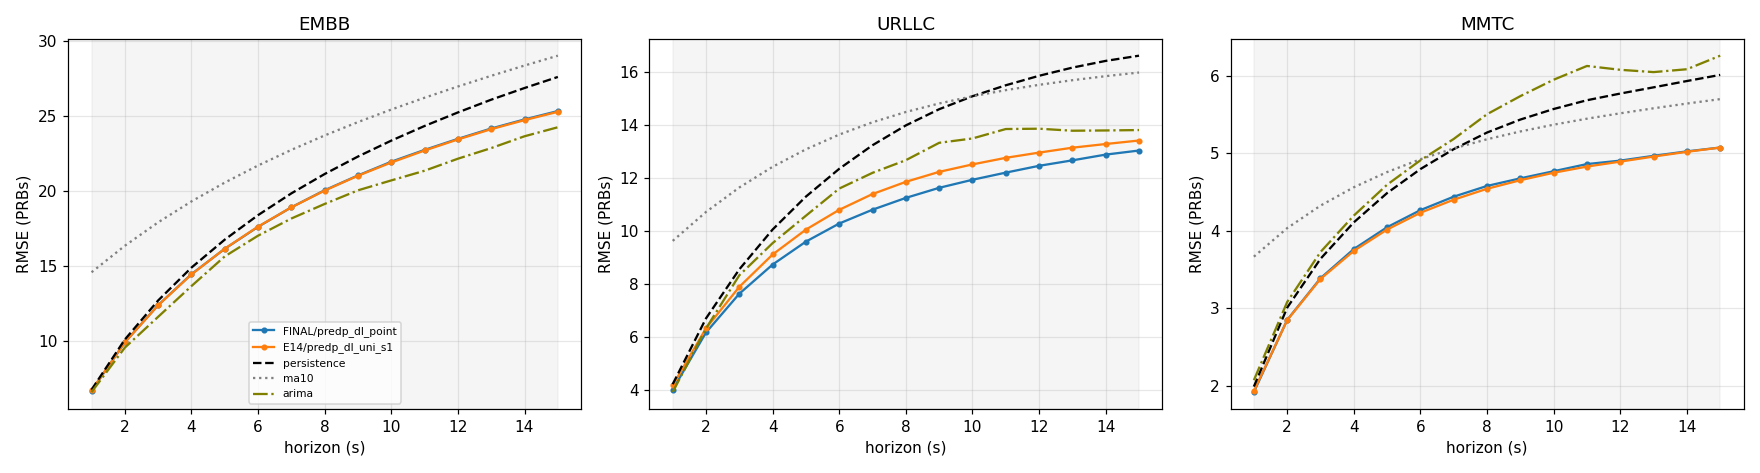 EMBB
30
25
20
15
10
RMSE (PRBs)
2 4 6 8 10 12 14
horizon (s)
FINAL/predp_dl_point
E14/predp_dl_uni_s1
persistence
ma10
arima
URLLC
16
14
12
10
8
6
4
RMSE (PRBs)
2 4 6 8 10 12 14
horizon (s)
MMTC
6
5
4
3
2
RMSE (PRBs)
2 4 6 8 10 12 14
horizon (s)